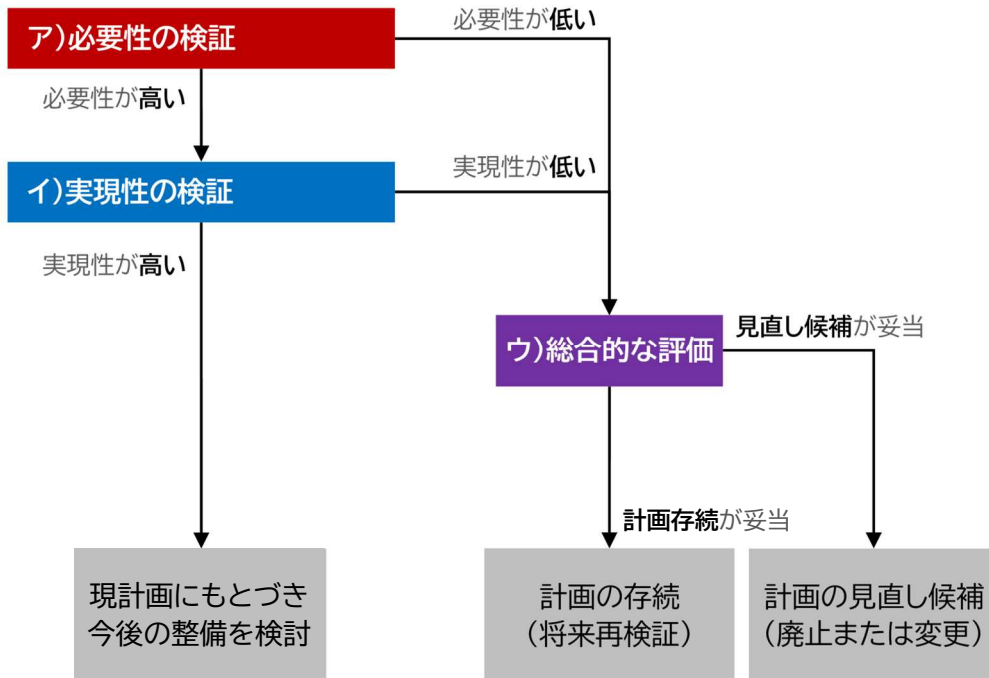 ア)必要性の検証
必要性が低い
必要性が高い
イ)実現性の検証
実現性が低い
実現性が高い
ウ)総合的な評価
見直し候補が妥当
計画存続が妥当
現計画にもとづき
今後の整備を検討
計画の存続
(将来再検証)
計画の見直し候補
(廃止または変更)